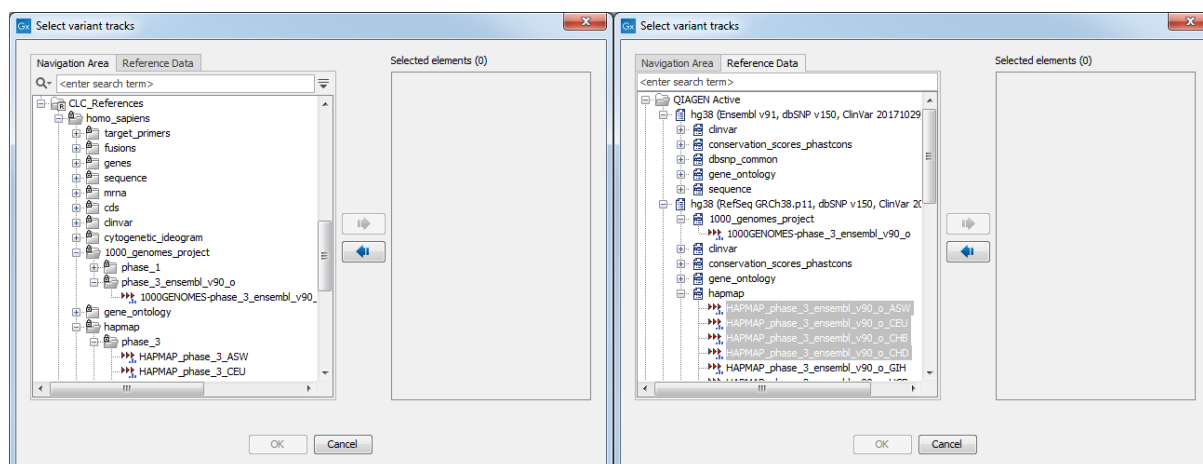 Gx Select variant tracks
Navigation Area Reference Data
Selected elements (0)
<enter search term>
CLC_References
homo_sapiens
target_primers
fusions
genes
sequence
mrna
cds
clinvar
cytogenetic_ideogram
1000_genomes_project
phase_1
phase_3_ensembl_v90_o
1000GENOMES-phase_3_ensembl_v90_
gene_ontology
hapmap
phase_3
HAPMAP_phase_3_ASW
HAPMAP_phase_3_CEU
OK Cancel
Gx Select variant tracks
Navigation Area Reference Data
Selected elements (0)
<enter search term>
QIAGEN Active
hg38 (Ensembl v91, dbSNP v150, ClinVar 20171029
clinvar
conservation_scores_phastcons
dbsnp_common
gene_ontology
sequence
hg38 (RefSeq GRCh38.p11, dbSNP v150, ClinVar 20
1000_genomes_project
1000GENOMES-phase_3_ensembl_v90_o
clinvar
conservation_scores_phastcons
gene_ontology
hapmap
HAPMAP_phase_3_ensembl_v90_o_ASW
HAPMAP_phase_3_ensembl_v90_o_CEU
HAPMAP_phase_3_ensembl_v90_o_CHB
HAPMAP_phase_3_ensembl_v90_o_CHD
HAPMAP_phase_3_ensembl_v90_o_GIH
OK Cancel